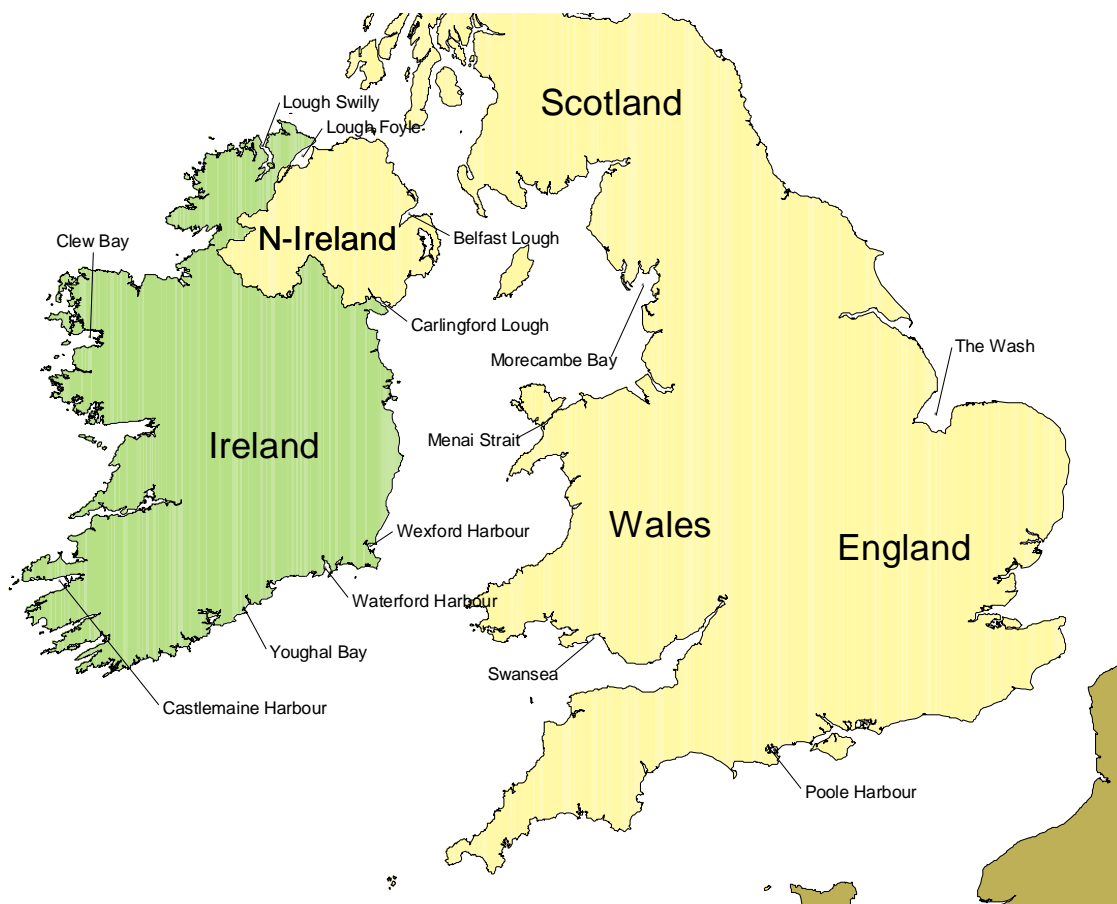 Scotland
Lough Swilly
Lough Foyle
N-Ireland
Belfast Lough
Clew Bay
Carlingford Lough
The Wash
Morecambe Bay
Menai Strait
Ireland
Wales
Wexford Harbour
England
Waterford Harbour
Youghal Bay
Swansea
Castlemaine Harbour
Poole Harbour